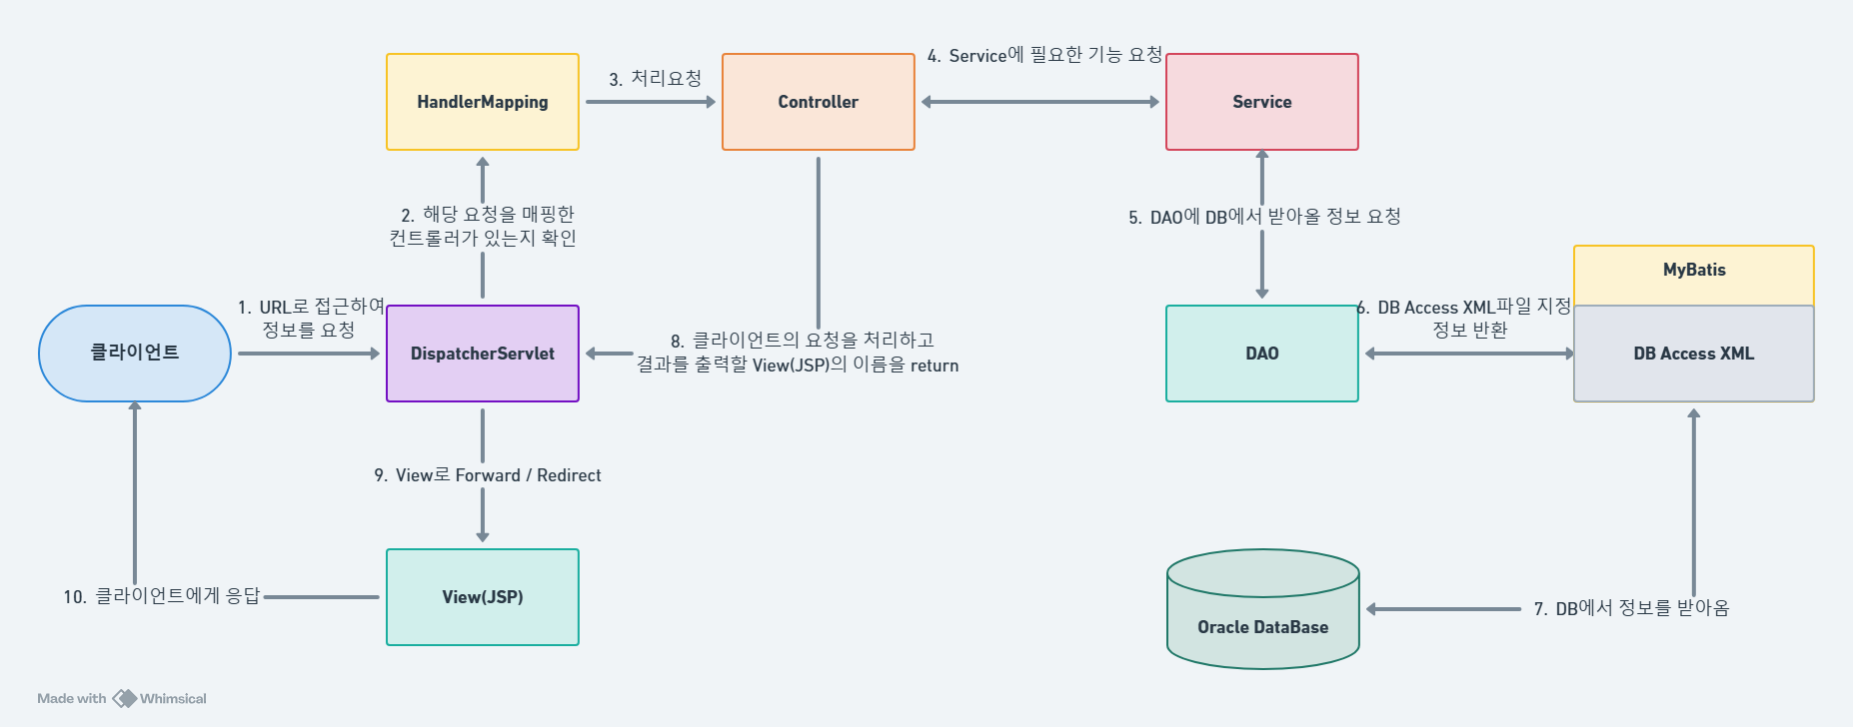 4. Service에 필요한 기능 요청
3. 처리요청
HandlerMapping
Controller
Service
2. 해당 요청을 매핑한
컨트롤러가 있는지 확인
5. DAO에 DB에서 받아올 정보 요청
MyBatis
1. URL로 접근하여
정보를 요청
6. DB Access XML파일 지정
정보 반환
클라이언트
DispatcherServlet
8. 클라이언트의 요청을 처리하고
결과를 출력할 View(JSP)의 이름을 return
DAO
DB Access XML
9. View로 Forward / Redirect
10. 클라이언트에게 응답
View(JSP)
7. DB에서 정보를 받아옴
Oracle DataBase
Made with Whimsical